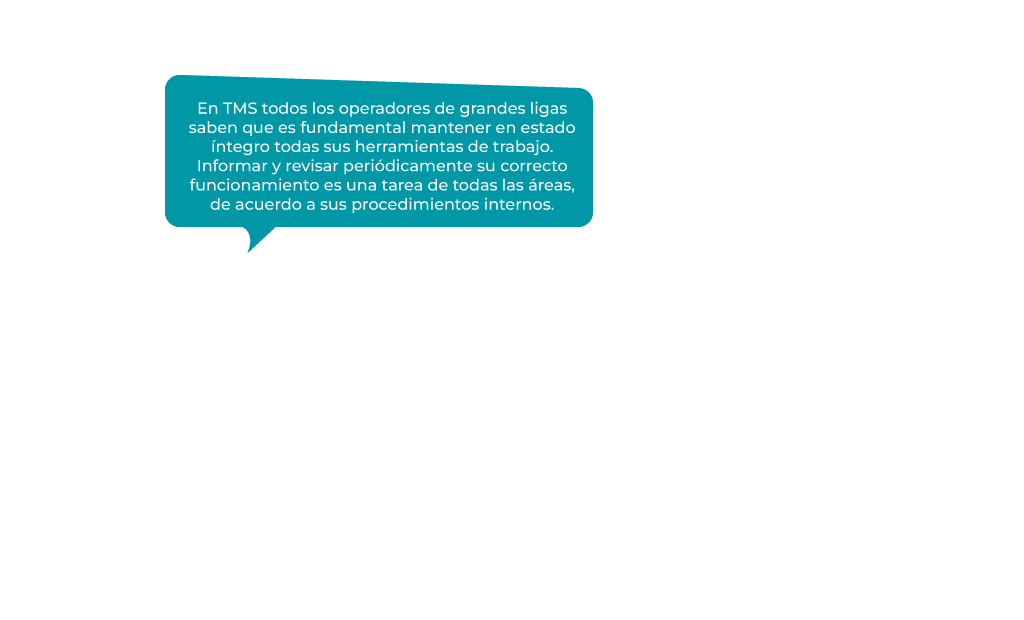 En TMS todos los operadores de grandes ligas
saben que es fundamental mantener en estado
íntegro todas sus herramientas de trabajo.
Informar y revisar periódicamente su correcto
funcionamiento es una tarea de todas las áreas,
de acuerdo a sus procedimientos internos.